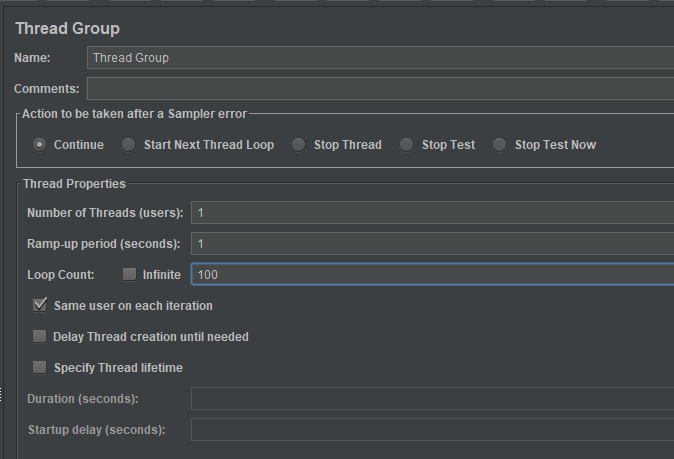 Thread Group
Name: Thread Group
Comments:
Action to be taken after a Sampler error
Continue Start Next Thread Loop Stop Thread Stop Test Stop Test Now
Thread Properties
Number of Threads (users): 1
Ramp-up period (seconds): 1
Loop Count: Infinite 100
Same user on each iteration
Delay Thread creation until needed
Specify Thread lifetime
Duration (seconds):
Startup delay (seconds):